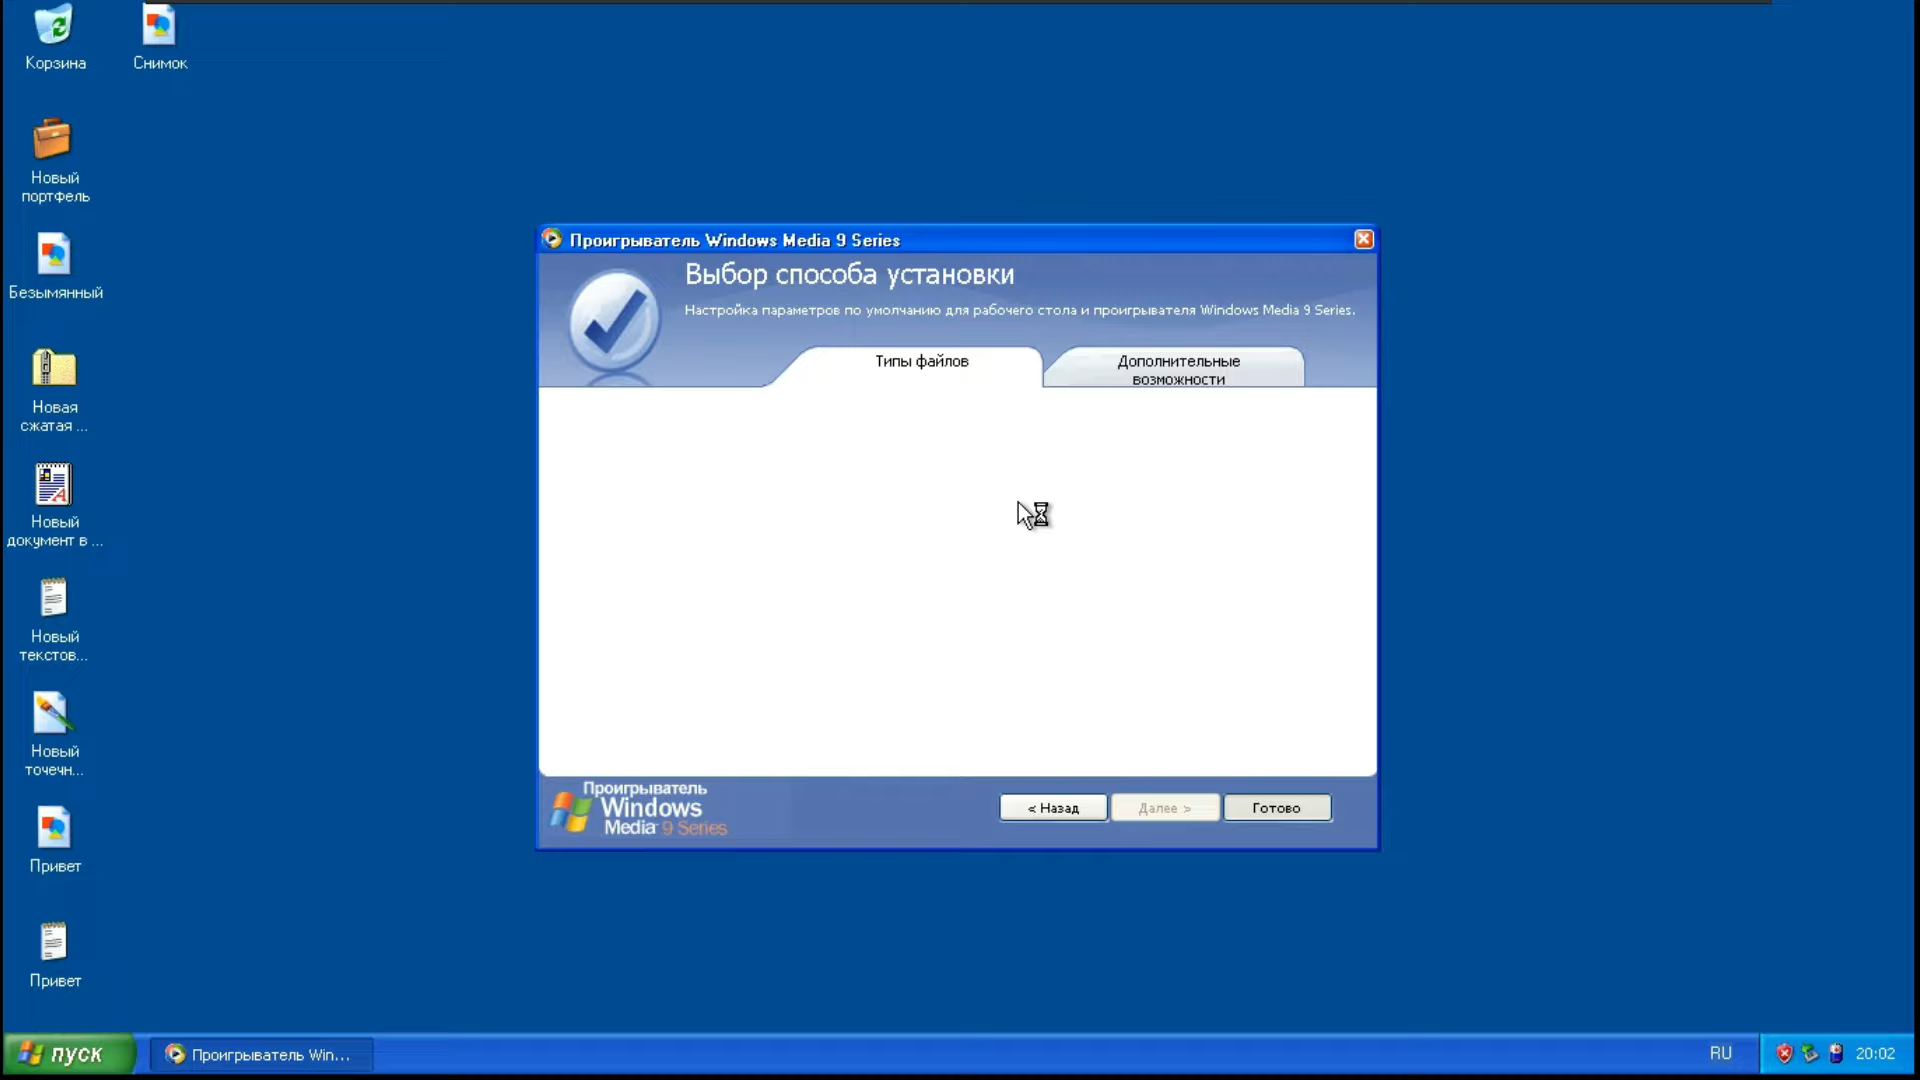 Корзина
Снимок
Новый
портфель
Безымянный
Новая
сжатая ...
Новый
документ в ...
Новый
текстов...
Новый
точечн...
Привет
Привет
Проигрыватель Windows Media 9 Series
Выбор способа установки
Настройка параметров по умолчанию для рабочего стола и проигрывателя Windows Media 9 Series.
Типы файлов
Дополнительные
возможности
Проигрыватель
Windows
Media 9 Series
< Назад
Далее >
Готово
пуск
Проигрыватель Win...
RU
20:02